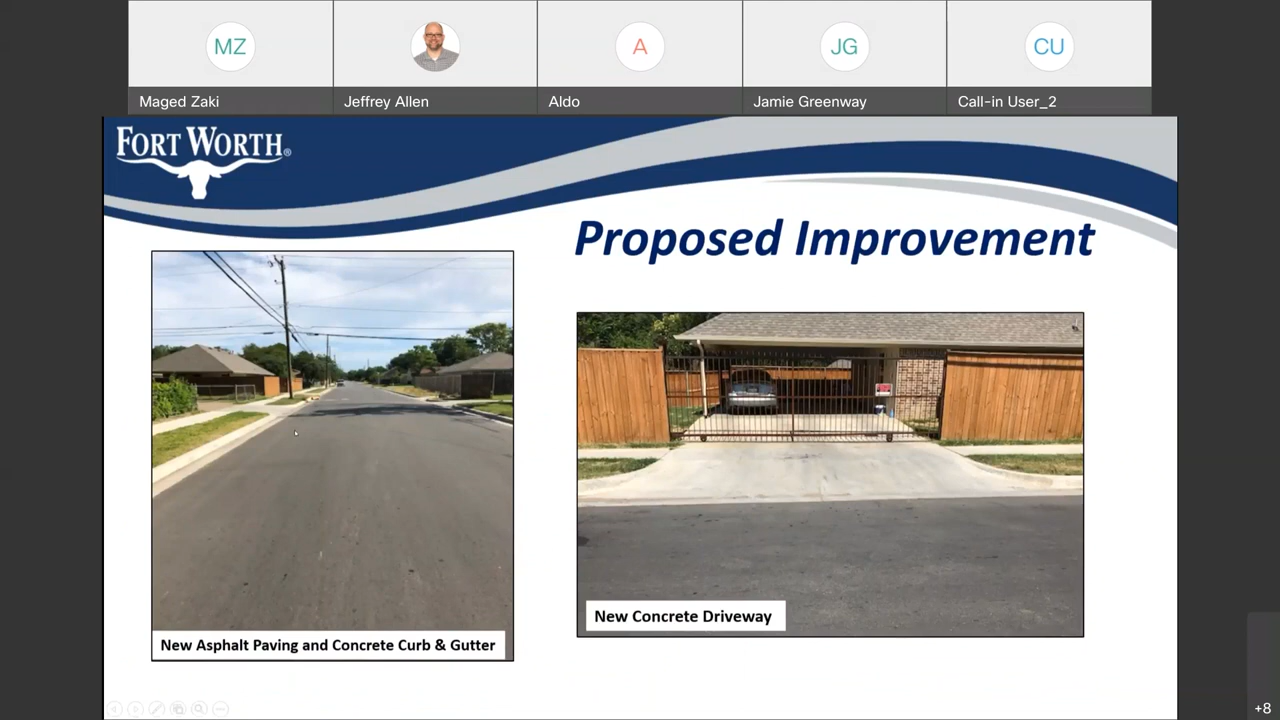 MZ
A
JG
CU
Maged Zaki
Jeffrey Allen
Aldo
Jamie Greenway
Call-in User_2
FORT WORTH®
Proposed Improvement
New Concrete Driveway
New Asphalt Paving and Concrete Curb & Gutter
+8